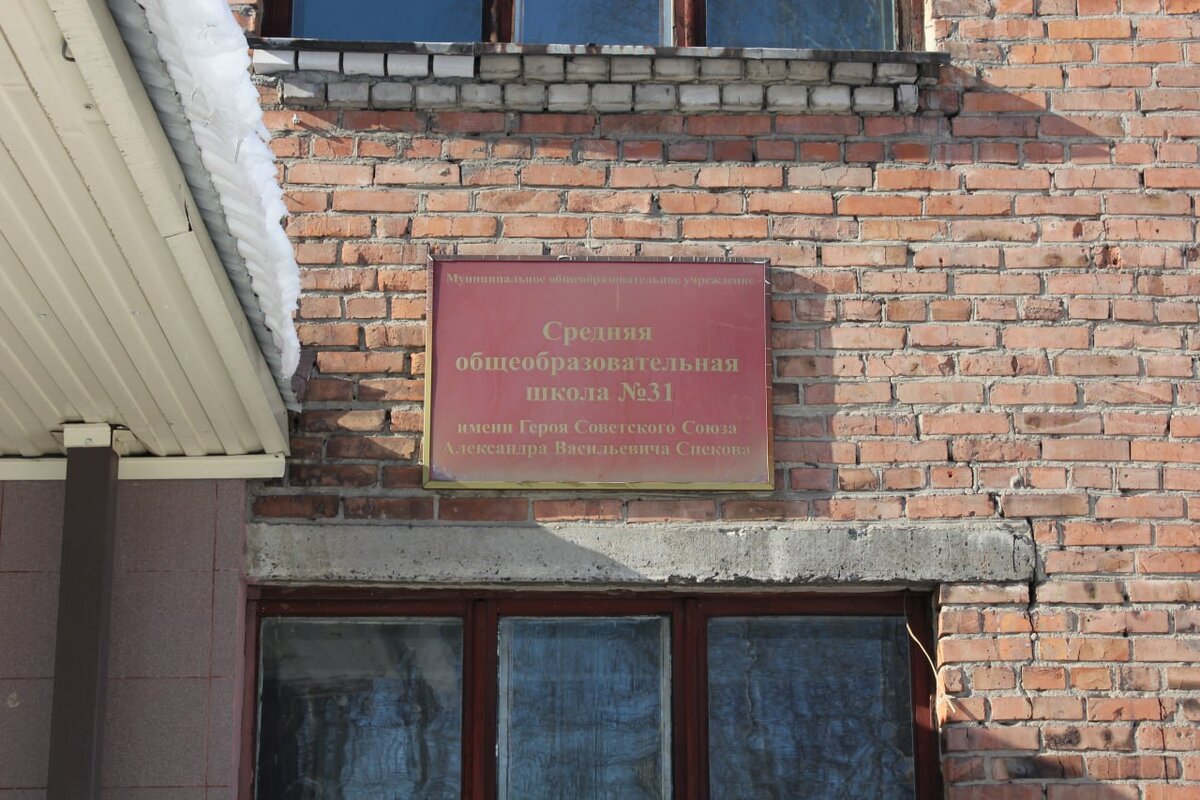 Муниципальное общеобразовательное учреждение
Средняя
общеобразовательная
школа №31
имени Героя Советского Союза
Александра Васильевича Спекова